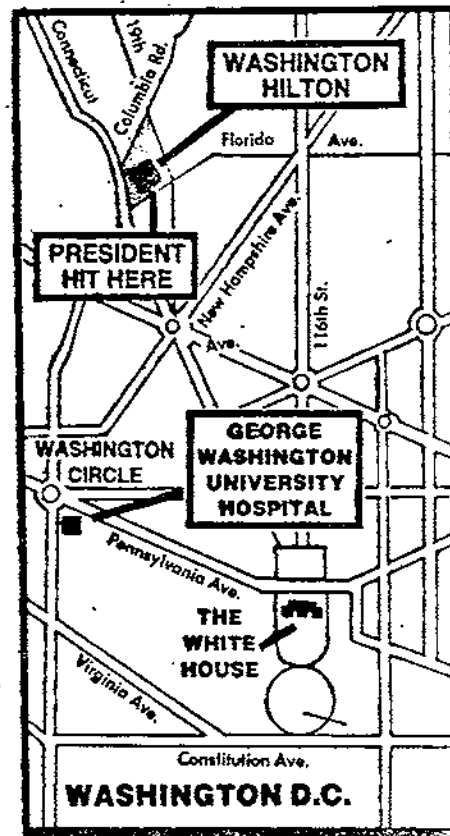 Connecticut
19th
Columbia Rd.
WASHINGTON
HILTON
Florida Ave.
PRESIDENT
HIT HERE
New Hampshire Ave.
116th St.
Ave.
WASHINGTON
CIRCLE
GEORGE
WASHINGTON
UNIVERSITY
HOSPITAL
Pennsylvania Ave.
THE
WHITE
HOUSE
Virginia Ave.
Constitution Ave.
WASHINGTON D.C.